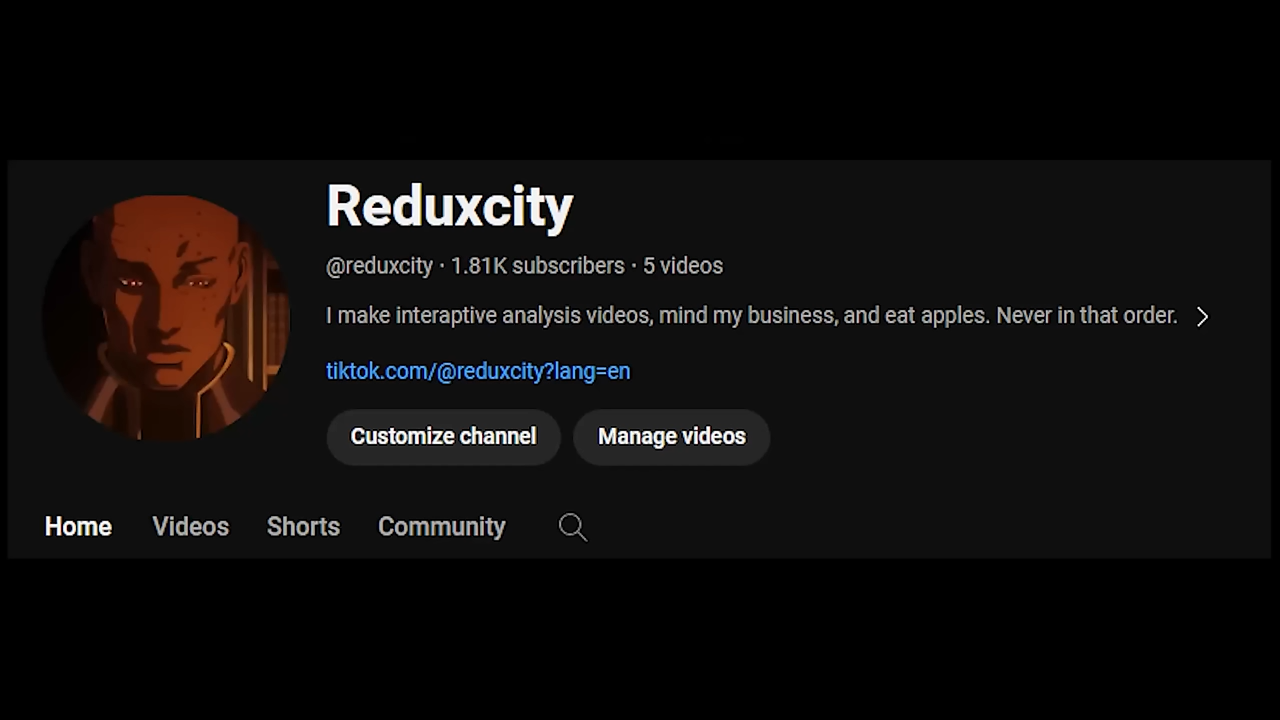 Reduxcity
@reduxcity · 1.81K subscribers · 5 videos
I make interaptive analysis videos, mind my business, and eat apples. Never in that order.
tiktok.com/@reduxcity?lang=en
Customize channel Manage videos
Home Videos Shorts Community